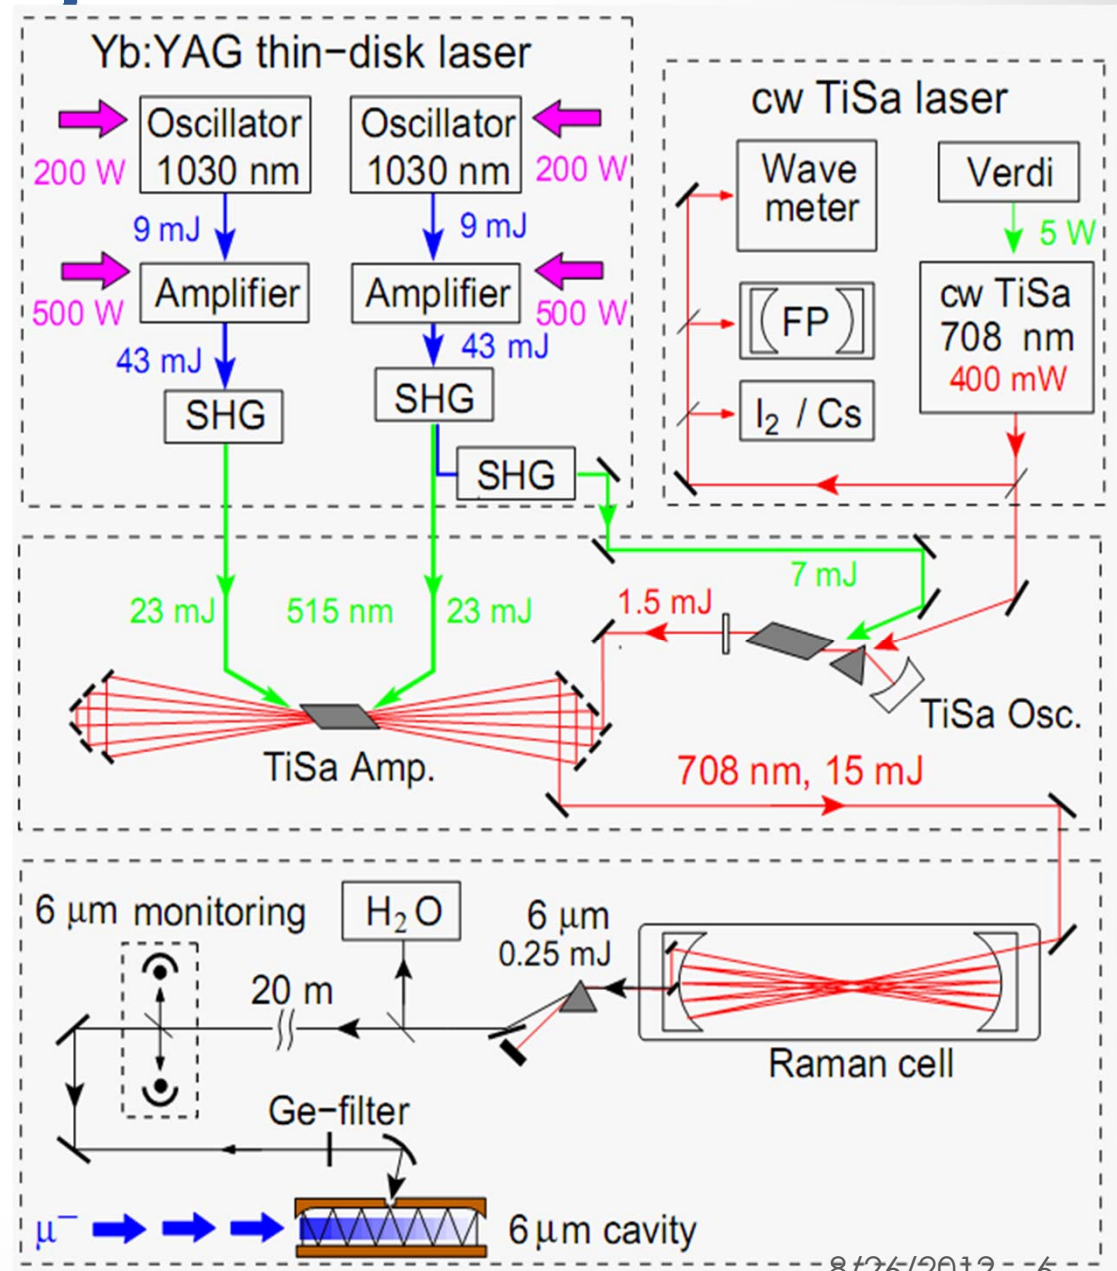 Yb:YAG thin−disk laser
Oscillator
1030 nm
Oscillator
1030 nm
200 W
200 W
9 mJ
9 mJ
Amplifier
Amplifier
500 W
500 W
43 mJ
43 mJ
SHG
SHG
SHG
cw TiSa laser
Wave
meter
Verdi
5 W
FP
cw TiSa
708 nm
400 mW
I2 / Cs
7 mJ
23 mJ
515 nm
23 mJ
1.5 mJ
TiSa Osc.
TiSa Amp.
708 nm, 15 mJ
6 μm monitoring
H2O
6 μm
0.25 mJ
20 m
Raman cell
Ge−filter
μ−
6 μm cavity
8/26/2012 6